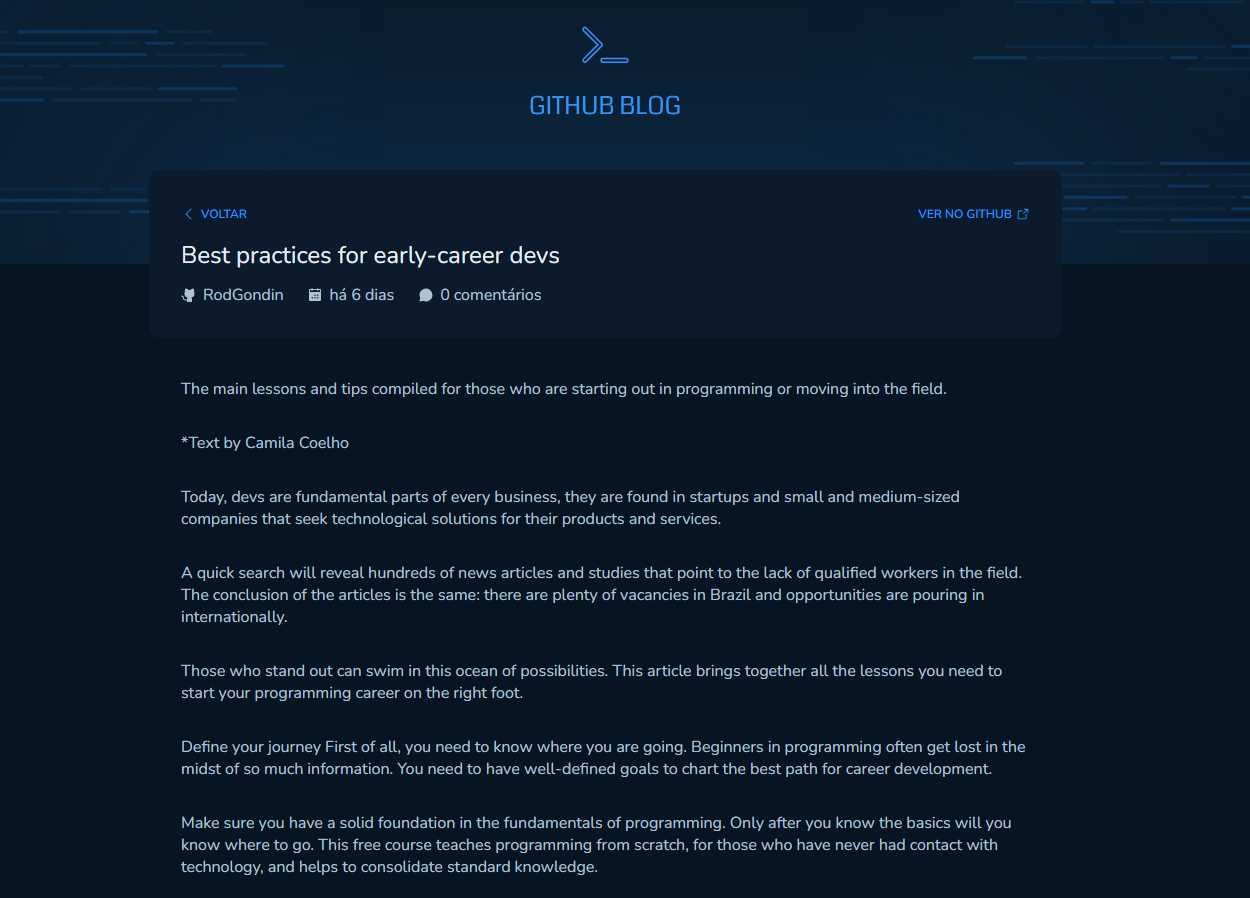 GITHUB BLOG
VOLTAR
VER NO GITHUB
Best practices for early-career devs
RodGondin há 6 dias 0 comentários
The main lessons and tips compiled for those who are starting out in programming or moving into the field.
*Text by Camila Coelho
Today, devs are fundamental parts of every business, they are found in startups and small and medium-sized
companies that seek technological solutions for their products and services.
A quick search will reveal hundreds of news articles and studies that point to the lack of qualified workers in the field.
The conclusion of the articles is the same: there are plenty of vacancies in Brazil and opportunities are pouring in
internationally.
Those who stand out can swim in this ocean of possibilities. This article brings together all the lessons you need to
start your programming career on the right foot.
Define your journey First of all, you need to know where you are going. Beginners in programming often get lost in the
midst of so much information. You need to have well-defined goals to chart the best path for career development.
Make sure you have a solid foundation in the fundamentals of programming. Only after you know the basics will you
know where to go. This free course teaches programming from scratch, for those who have never had contact with
technology, and helps to consolidate standard knowledge.